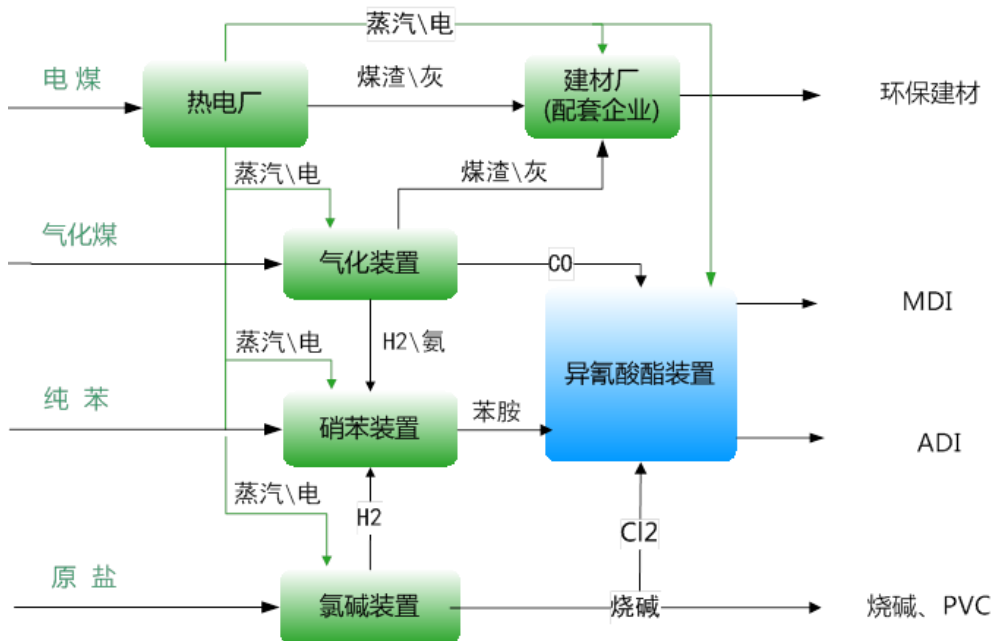 蒸汽\电
电煤
热电厂
煤渣\灰
建材厂
(配套企业)
环保建材
蒸汽\电
煤渣\灰
气化煤
气化装置
CO
MDI
蒸汽\电
H2\氨
异氰酸酯装置
纯 苯
硝苯装置
苯胺
ADI
蒸汽\电
H2
Cl2
原 盐
氯碱装置
烧碱
烧碱、PVC